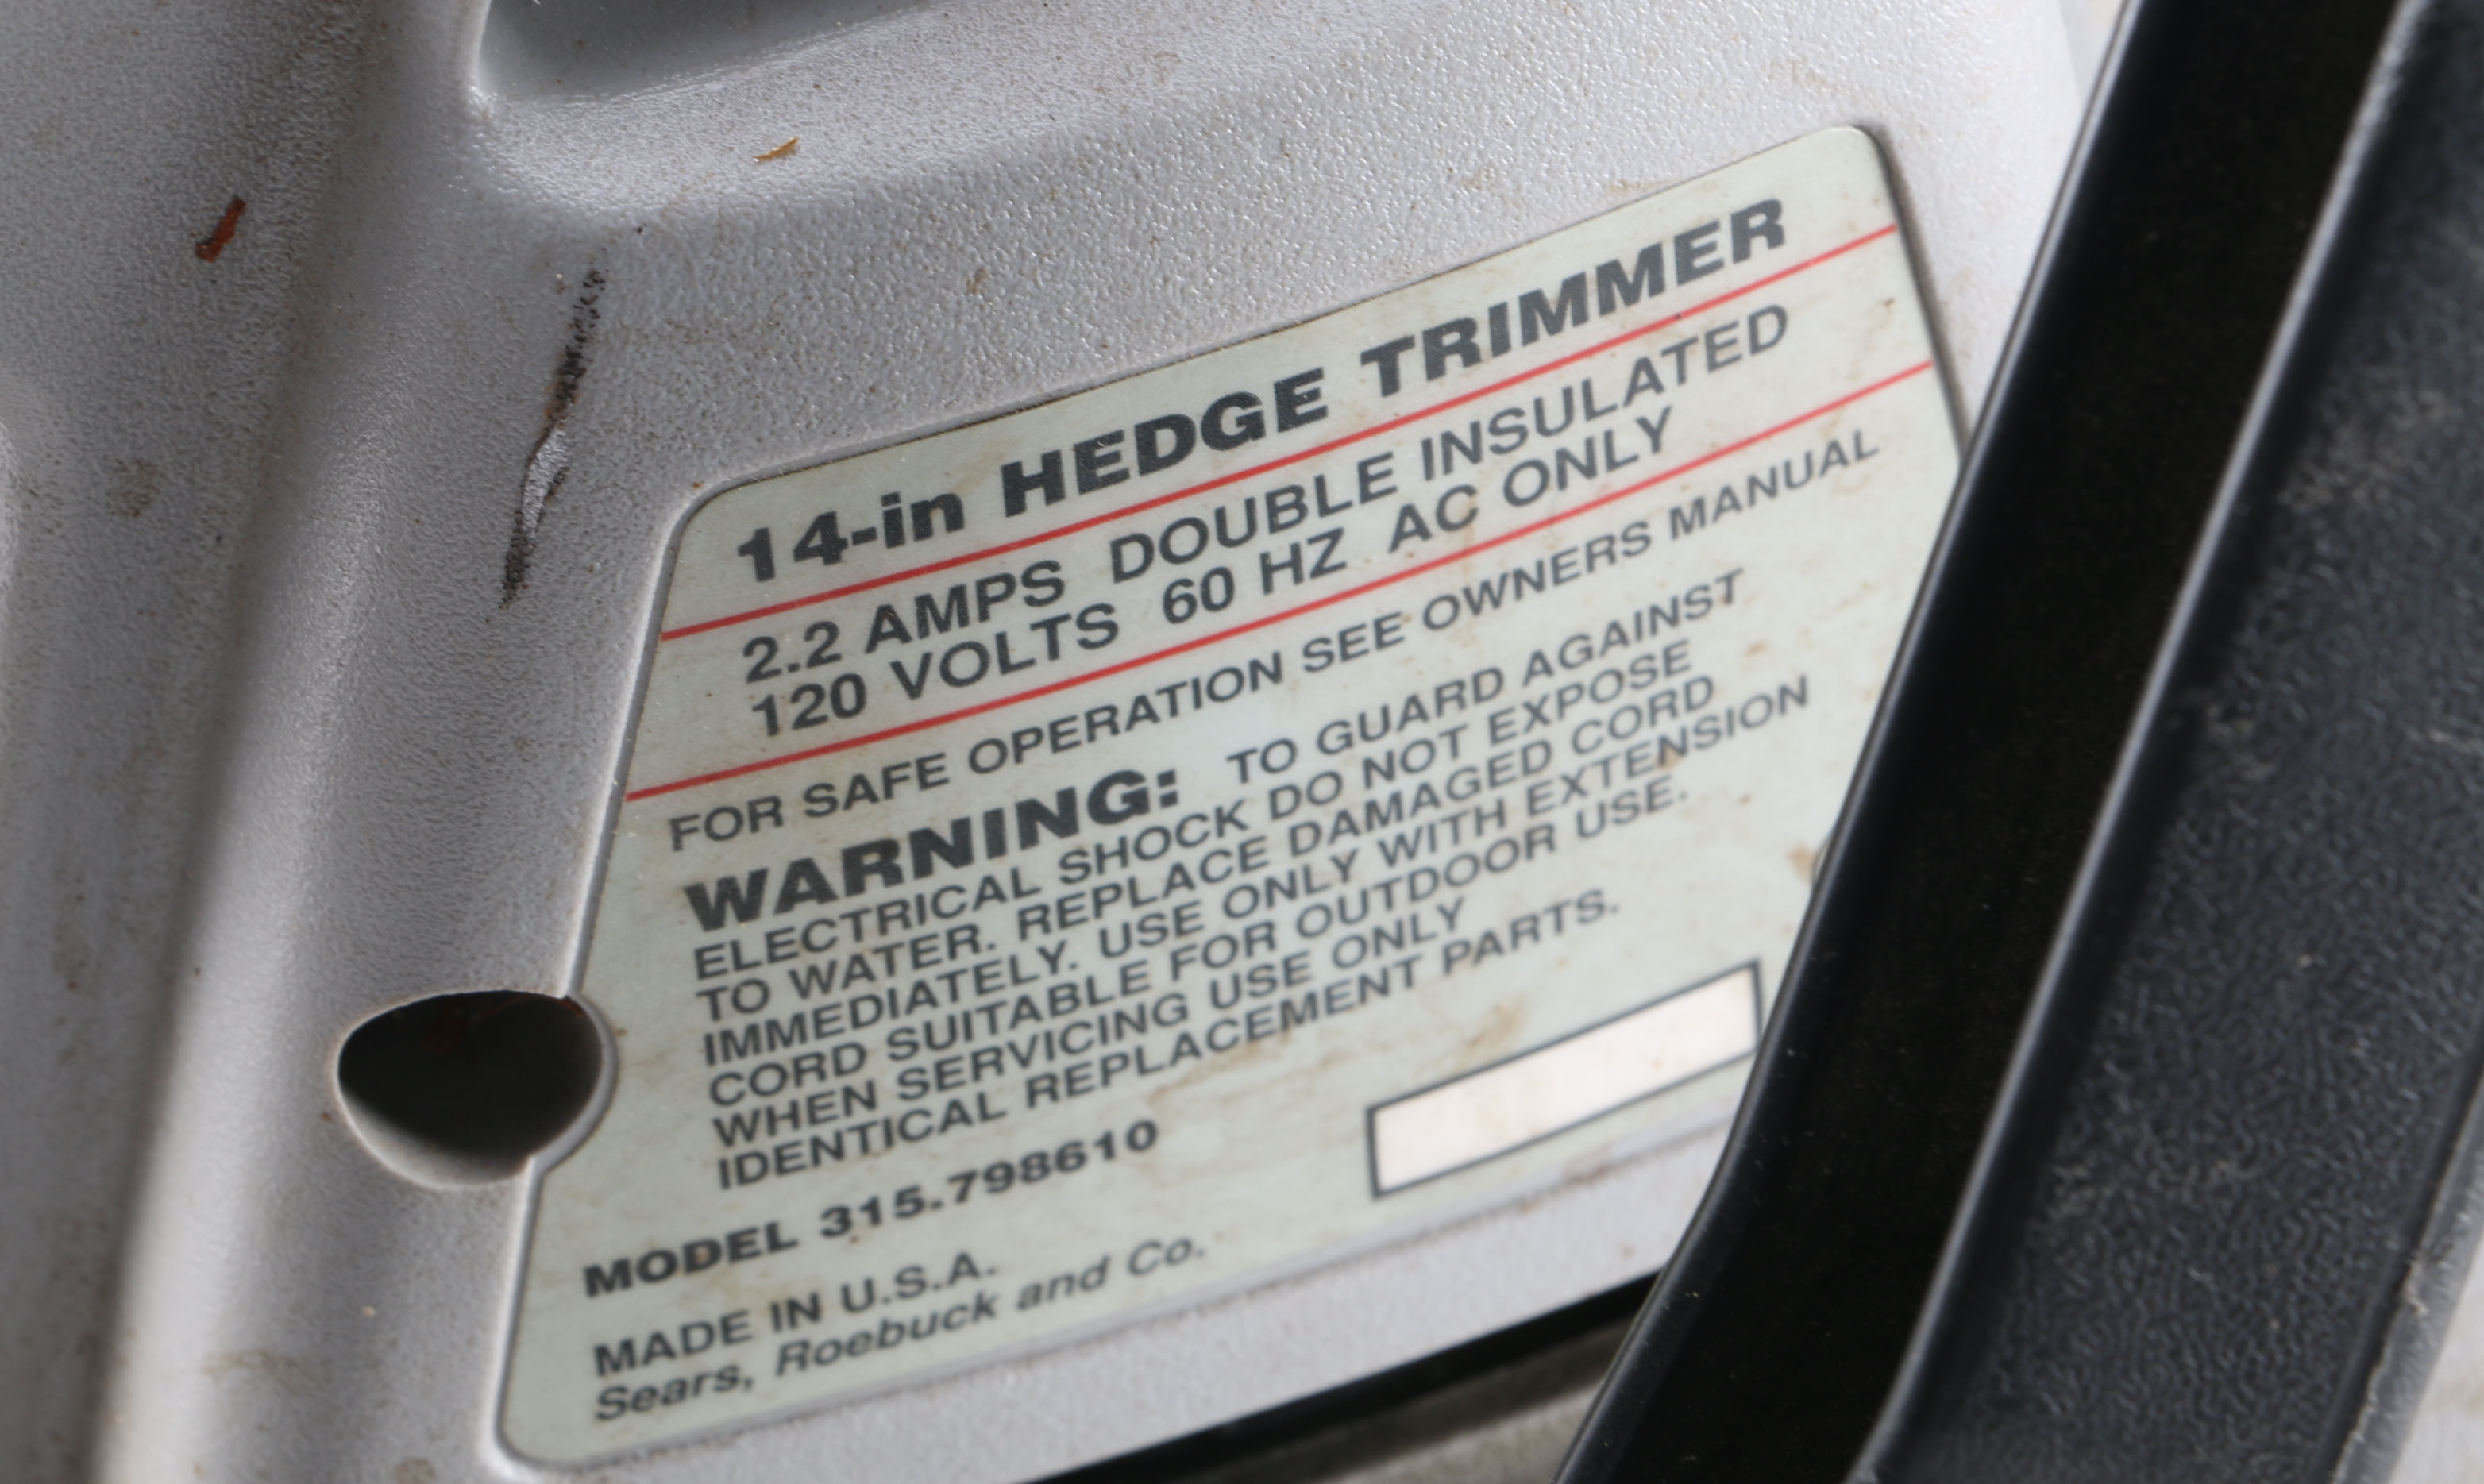 14-in HEDGE TRIMMER
2.2 AMPS DOUBLE INSULATED
120 VOLTS 60 HZ AC ONLY
FOR SAFE OPERATION SEE OWNERS MANUAL
WARNING: TO GUARD AGAINST
ELECTRICAL SHOCK DO NOT EXPOSE
TO WATER. REPLACE DAMAGED CORD
IMMEDIATELY. USE ONLY WITH EXTENSION
CORD SUITABLE FOR OUTDOOR USE.
WHEN SERVICING USE ONLY
IDENTICAL REPLACEMENT PARTS.
MODEL 315.798610
MADE IN U.S.A.
Sears, Roebuck and Co.